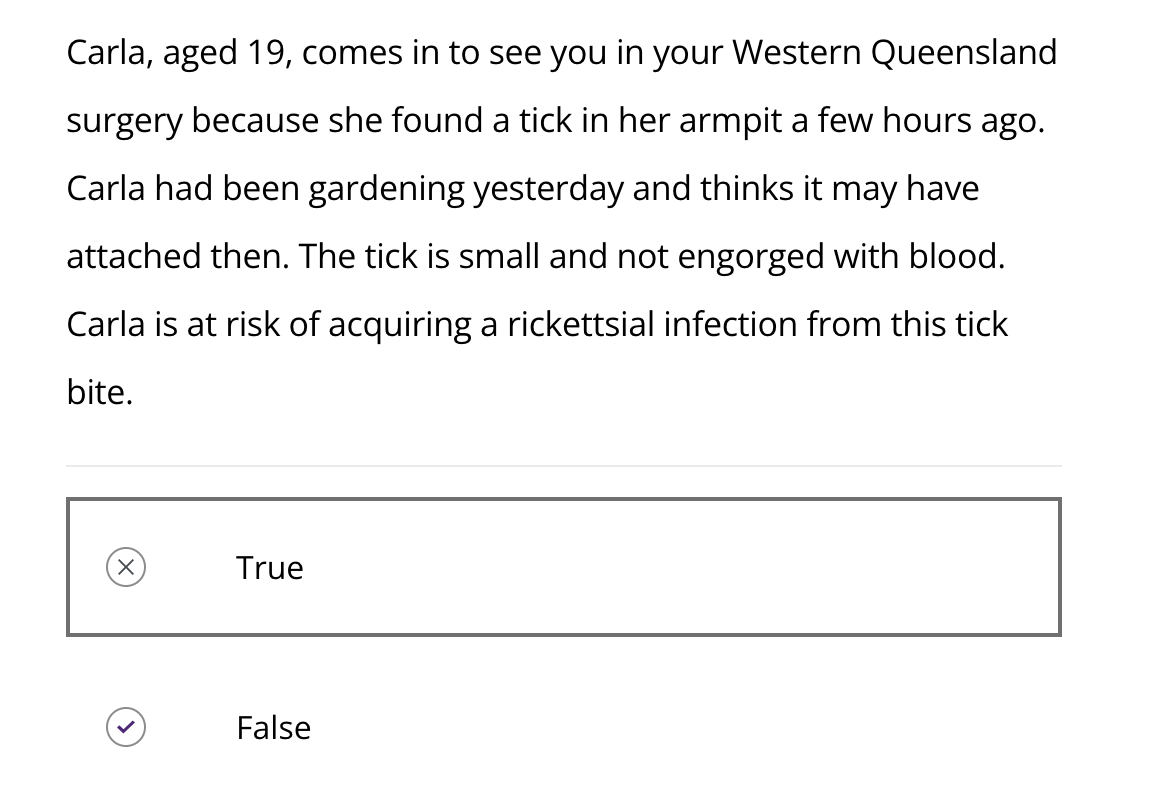 Carla, aged 19, comes in to see you in your Western Queensland
surgery because she found a tick in her armpit a few hours ago.
Carla had been gardening yesterday and thinks it may have
attached then. The tick is small and not engorged with blood.
Carla is at risk of acquiring a rickettsial infection from this tick
bite.
True
False